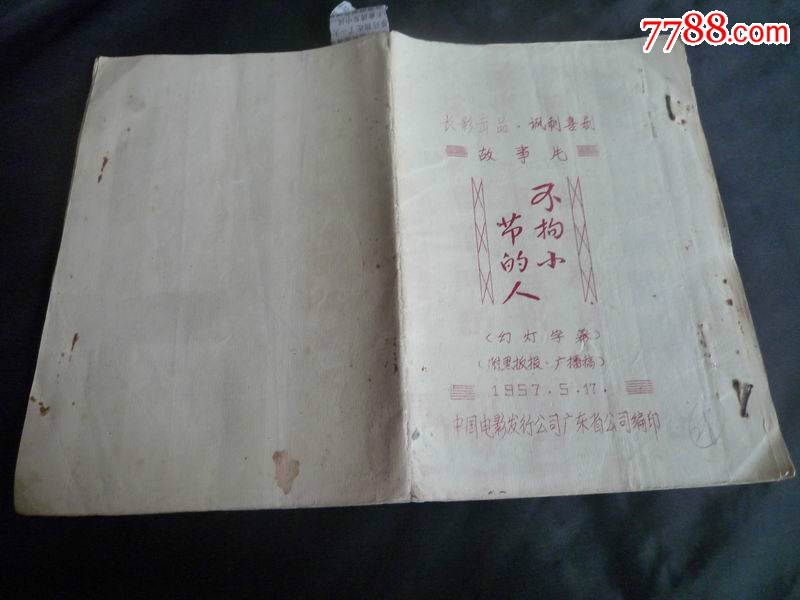 7788.com
长影出品·讽刺喜剧
故事片
不拘小
节的人
(幻灯字幕)
(附黑板报·广播稿)
1957.5.17.
中国电影发行公司广东省公司编印